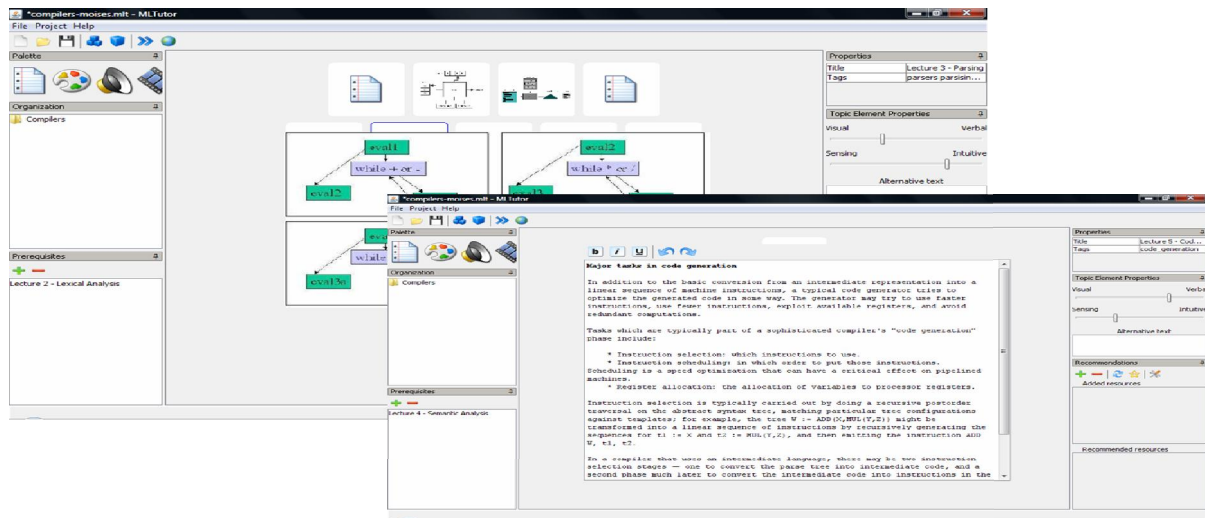 *compilers-moises.mlt - MLTutor
File Project Help
Palette
Organization
Compilers
Prerequisites
Lecture 2 - Lexical Analysis
eval1
while + or -
eval2
eval2
while * or /
while
eval3n
Properties
Title Lecture 3 - Parsing
Tags parsers parsisin...
Topic Element Properties
Visual Verbal
Sensing Intuitive
Alternative text
*compilers-moises.mlt - MLTutor
File Project Help
Palette
Organization
Compilers
Prerequisites
Lecture 4 - Semantic Analysis
b i u
Major tasks in code generation
In addition to the basic conversion from an intermediate representation into a
linear sequence of machine instructions, a typical code generator tries to
optimize the generated code in some way. The generator may try to use faster
instructions, use fewer instructions, exploit available registers, and avoid
redundant computations.
Tasks which are typically part of a sophisticated compiler's "code generation"
phase include:
* Instruction selection: which instructions to use.
* Instruction scheduling: in which order to put those instructions.
Scheduling is a speed optimization that can have a critical effect on pipelined
machines.
* Register allocation: the allocation of variables to processor registers.
Instruction selection is typically carried out by doing a recursive postorder
traversal on the abstract syntax tree, matching particular tree configurations
against templates; for example, the tree W := ADD(X,MUL(Y,Z)) might be
transformed into a linear sequence of instructions by recursively generating the
sequences for t1 := X and t2 := MUL(Y,Z), and then emitting the instruction ADD
W, t1, t2.
In a compiler that uses an intermediate language, there may be two instruction
selection stages — one to convert the parse tree into intermediate code, and a
second phase much later to convert the intermediate code into instructions in the
Properties
Title Lecture 5 - Cod...
Tags code generation
Topic Element Properties
Visual Verba
Sensing Intuitive
Alternative text
Recommendations
Added resources
Recommended resources